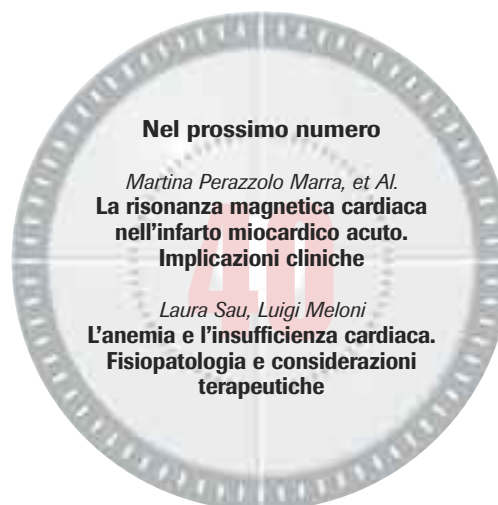 Nel prossimo numero
Martina Perazzolo Marra, et Al.
La risonanza magnetica cardiaca
nell'infarto miocardico acuto.
Implicazioni cliniche
40
Laura Sau, Luigi Meloni
L'anemia e l'insufficienza cardiaca.
Fisiopatologia e considerazioni
terapeutiche